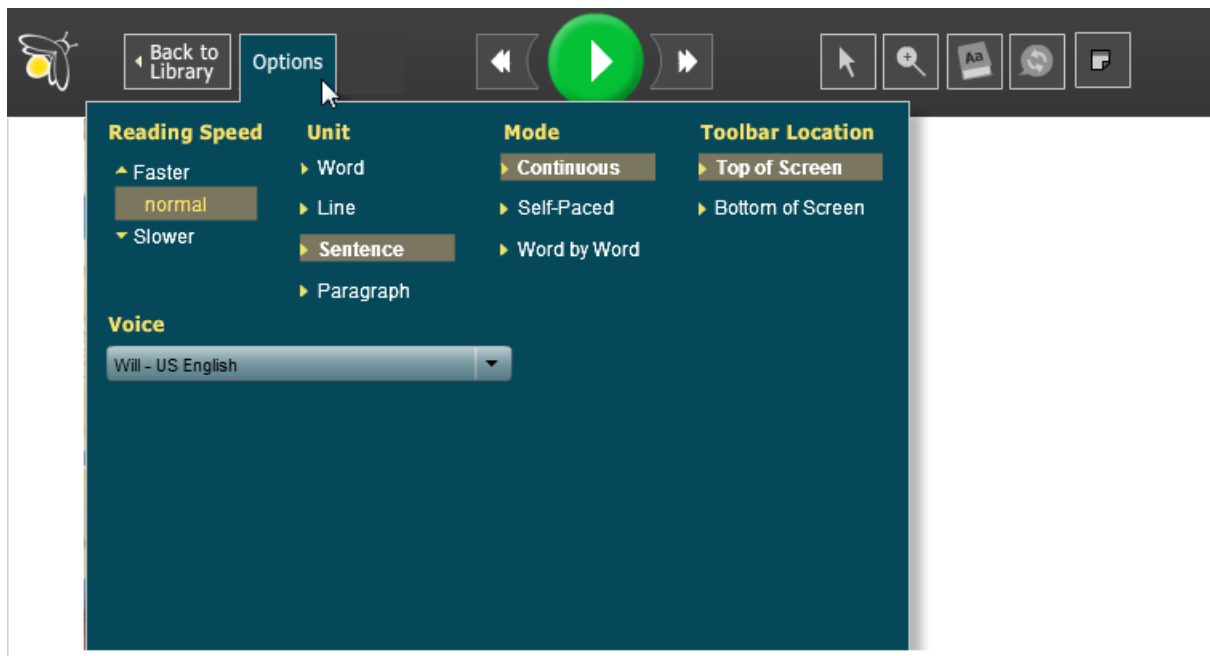 Back to
Library
Options
Aa
Reading Speed
Faster
normal
Slower
Unit
Word
Line
Sentence
Paragraph
Mode
Continuous
Self-Paced
Word by Word
Toolbar Location
Top of Screen
Bottom of Screen
Voice
Will - US English